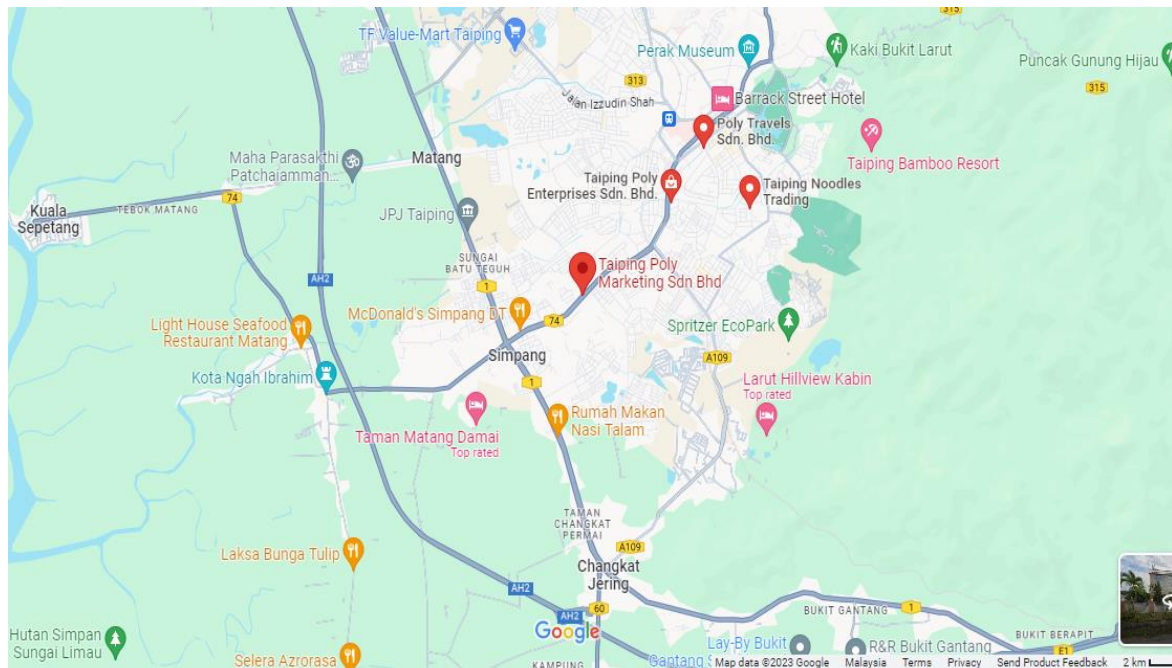 315
TF Value-Mart Taiping
Perak Museum
Kaki Bukit Larut
Puncak Gunung Hijau
313
315
Jalan Izzudin Shah
Barrack Street Hotel
Poly Travels
Sdn. Bhd.
Maha Parasakthi
Patchaiamman...
Matang
Taiping Bamboo Resort
Taiping Poly
Enterprises Sdn. Bhd.
Taiping Noodles
Trading
74
Kuala
Sepetang
TEBOK MATANG
JPJ Taiping
SUNGAI
BATU TEGUH
AH2
1
Taiping Poly
Marketing Sdn Bhd
McDonald's Simpang DT
74
Light House Seafood
Restaurant Matang
Spritzer EcoPark
Simpang
A109
Kota Ngah Ibrahim
1
Larut Hillview Kabin
Top rated
Rumah Makan
Nasi Talam
Taman Matang Damai
Top rated
TAMAN
CHANGKAT
PERMAI
A109
Laksa Bunga Tulip
Changkat
Jering
AH2
AH2
60
BUKIT GANTANG
1
Google
Hutan Simpan
Sungai Limau
Lay-By Bukit
Gantang S
R&R Bukit Gantang
BUKIT BERAPIT
E1
Selera Azrorasa
KAMPUNG
Map data ©2023 Google Malaysia Terms Privacy Send Product Feedback 2 km